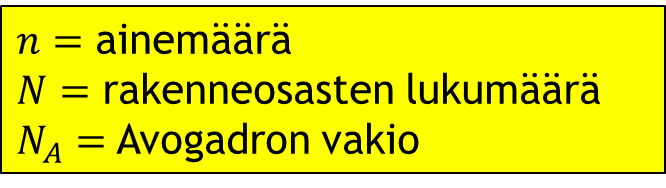 n = ainemäärä
N = rakenneosasten lukumäärä
N_A = Avogadron vakio